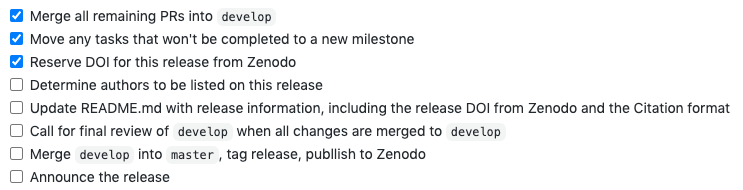 Merge all remaining PRs into develop
Move any tasks that won't be completed to a new milestone
Reserve DOI for this release from Zenodo
Determine authors to be listed on this release
Update README.md with release information, including the release DOI from Zenodo and the Citation format
Call for final review of develop when all changes are merged to develop
Merge develop into master, tag release, publlish to Zenodo
Announce the release